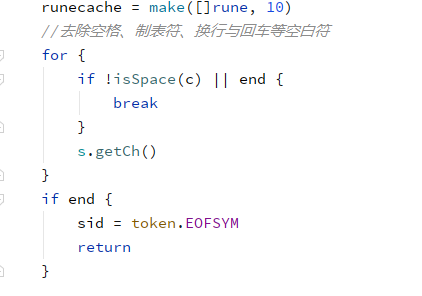 runecache = make([]rune, 10)
//去除空格、制表符、换行与回车等空白符
for {
if !isSpace(c) || end {
break
}
s.getCh()
}
if end {
sid = token.EOFSYM
return
}